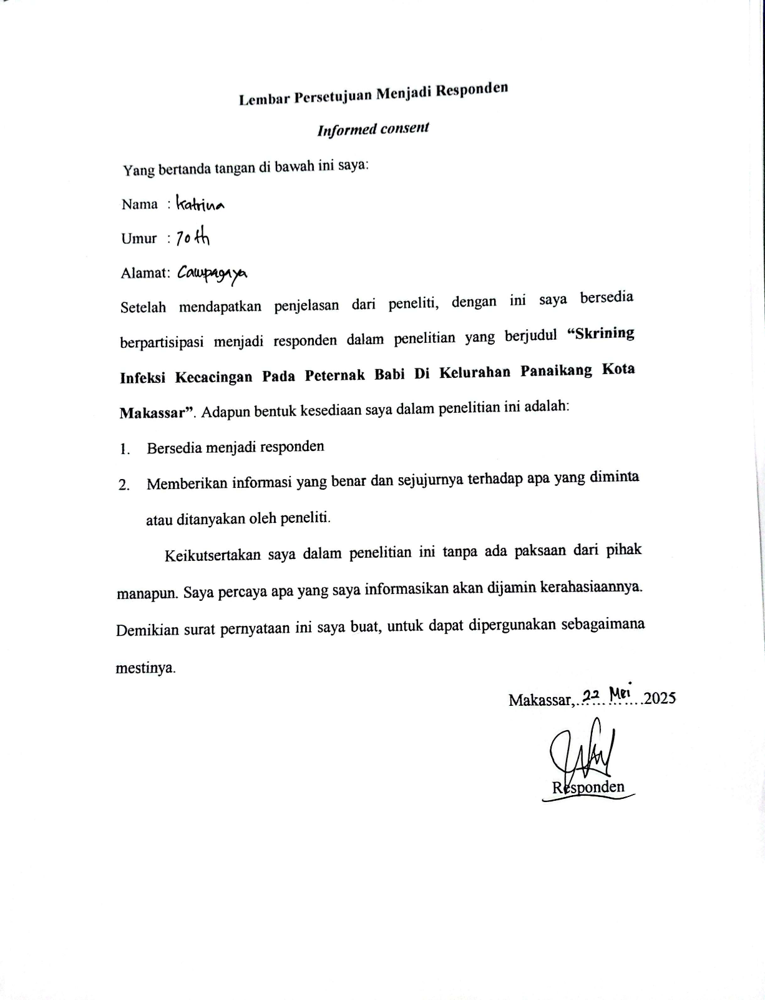 Lembar Persetujuan Menjadi Responden
Informed consent
Yang bertanda tangan di bawah ini saya:
Nama : Katrina
Umur : 70 th
Alamat: Campagaya
Setelah mendapatkan penjelasan dari peneliti, dengan ini saya bersedia
berpartisipasi menjadi responden dalam penelitian yang berjudul “Skrining
Infeksi Kecacingan Pada Peternak Babi Di Kelurahan Panaikang Kota
Makassar”. Adapun bentuk kesediaan saya dalam penelitian ini adalah:
1. Bersedia menjadi responden
2. Memberikan informasi yang benar dan sejujurnya terhadap apa yang diminta
atau ditanyakan oleh peneliti.
Keikutsertakan saya dalam penelitian ini tanpa ada paksaan dari pihak
manapun. Saya percaya apa yang saya informasikan akan dijamin kerahasiaannya.
Demikian surat pernyataan ini saya buat, untuk dapat dipergunakan sebagaimana
mestinya.
Makassar, 22 Mei 2025
Responden